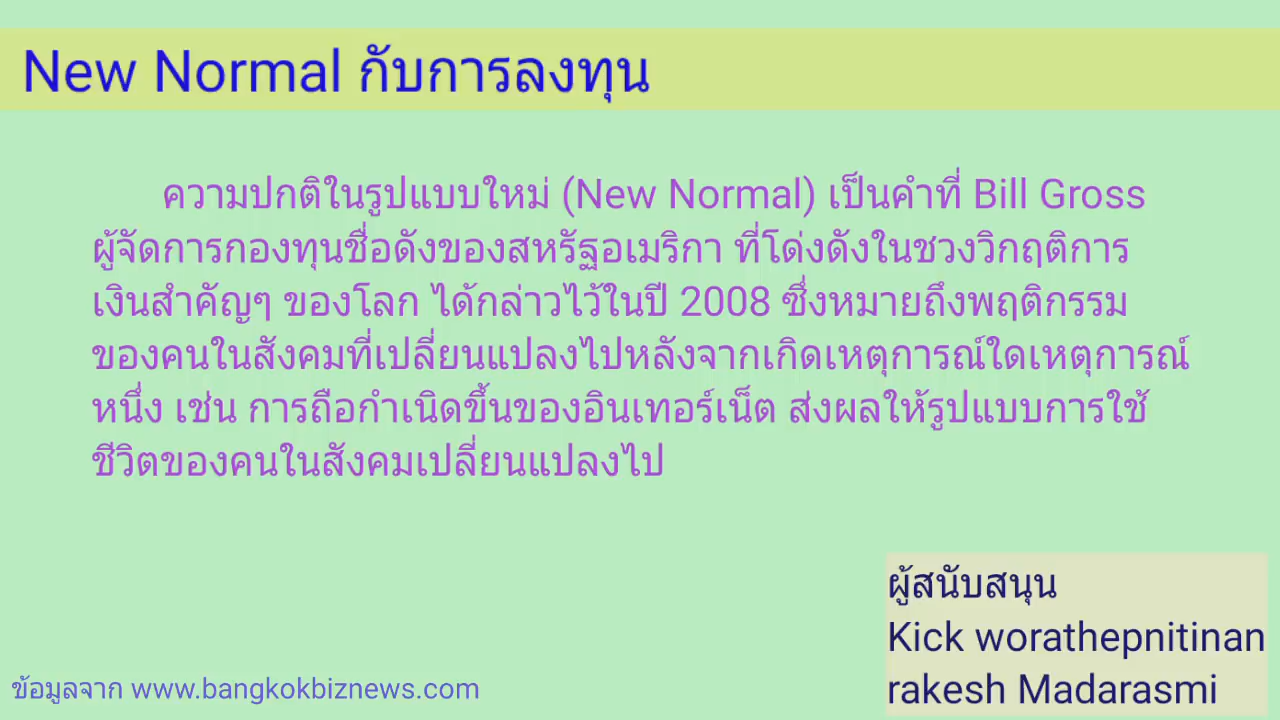 New Normal กับการลงทุน
ความปกติในรูปแบบใหม่ (New Normal) เป็นคำที่ Bill Gross
ผู้จัดการกองทุนชื่อดังของสหรัฐอเมริกา ที่โด่งดังในชวงวิกฤติการ
เงินสำคัญๆ ของโลก ได้กล่าวไว้ในปี 2008 ซึ่งหมายถึงพฤติกรรม
ของคนในสังคมที่เปลี่ยนแปลงไปหลังจากเกิดเหตุการณ์ใดเหตุการณ์
หนึ่ง เช่น การถือกำเนิดขึ้นของอินเทอร์เน็ต ส่งผลให้รูปแบบการใช้
ชีวิตของคนในสังคมเปลี่ยนแปลงไป
ผู้สนับสนุน
Kick worathepnitinan
rakesh Madarasmi
ข้อมูลจาก www.bangkokbiznews.com